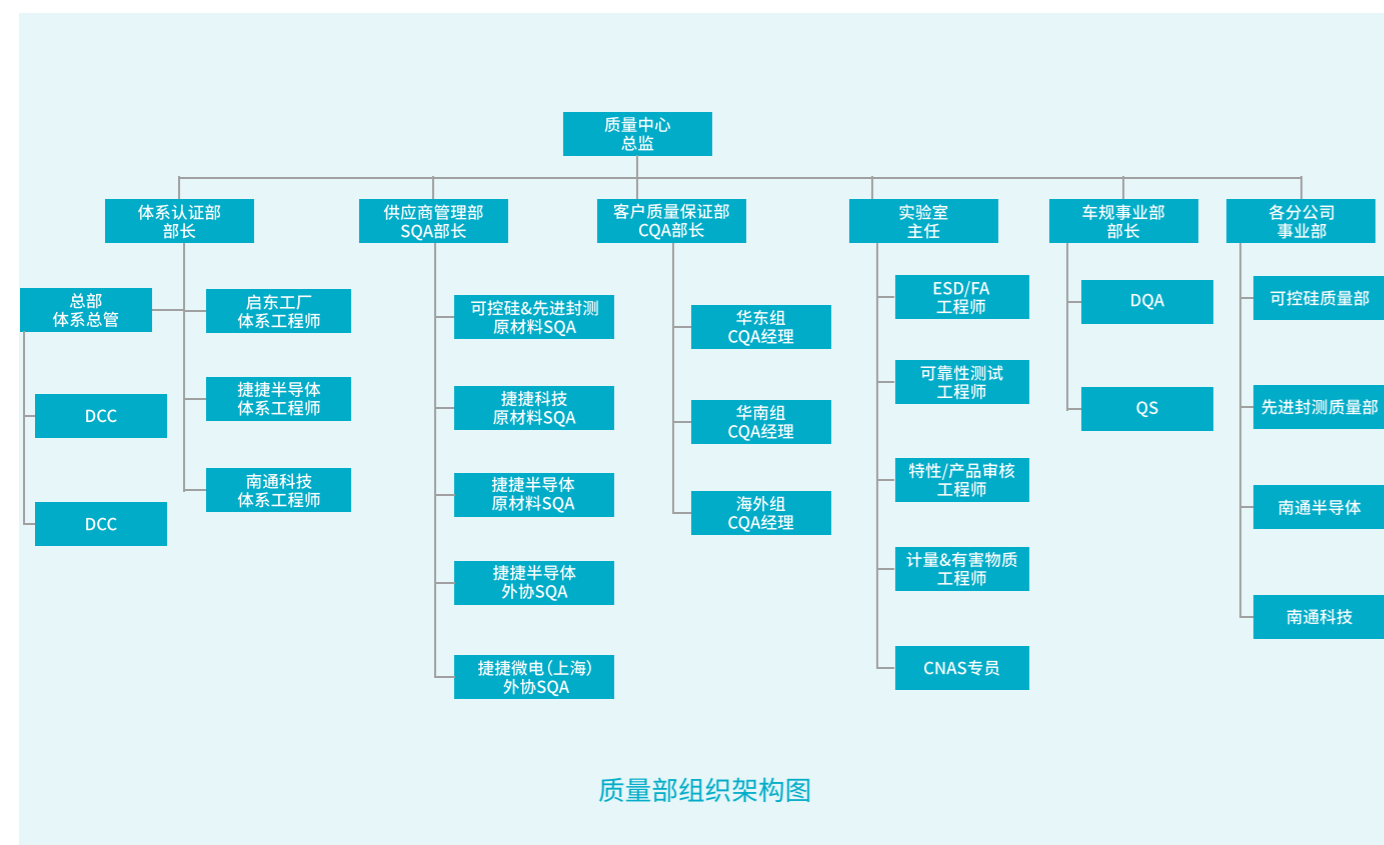 质量中心
总监
体系认证部
部长
供应商管理部
SQA部长
客户质量保证部
CQA部长
实验室
主任
车规事业部
部长
各分公司
事业部
总部
体系总管
DCC
DCC
启东工厂
体系工程师
捷捷半导体
体系工程师
南通科技
体系工程师
可控硅&先进封测
原材料SQA
捷捷科技
原材料SQA
捷捷半导体
原材料SQA
捷捷半导体
外协SQA
捷捷微电(上海)
外协SQA
华东组
CQA经理
华南组
CQA经理
海外组
CQA经理
ESD/FA
工程师
可靠性测试
工程师
特性/产品审核
工程师
计量&有害物质
工程师
CNAS专员
DQA
QS
可控硅质量部
先进封测质量部
南通半导体
南通科技
质量部组织架构图